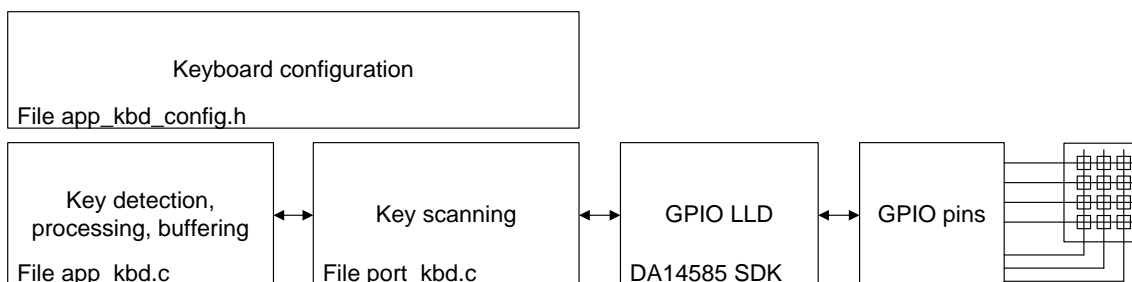 Keyboard configuration
File app_kbd_config.h
Key detection,
processing, buffering
File app_kbd.c
Key scanning
File port_kbd.c
GPIO LLD
DA14585 SDK
GPIO pins